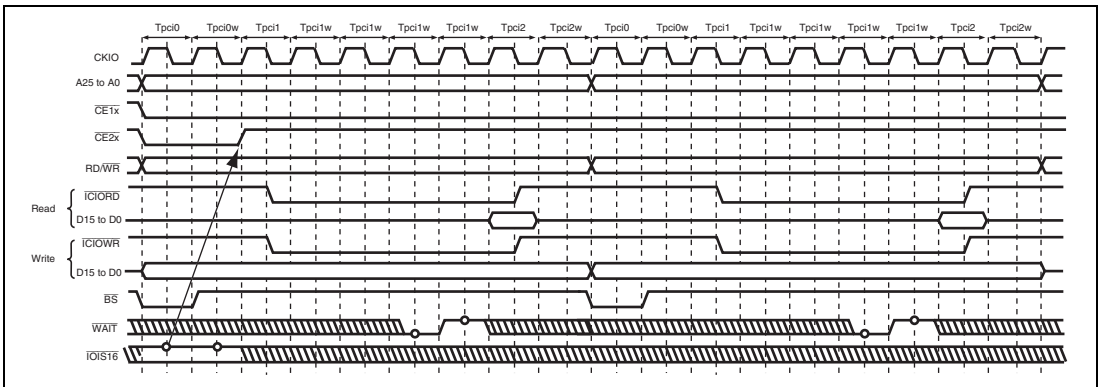 Tpci0 Tpci0w Tpci1 Tpci1w Tpci1w Tpci1w Tpci1w Tpci2 Tpci2w Tpci0 Tpci0w Tpci1 Tpci1w Tpci1w Tpci1w Tpci1w Tpci2 Tpci2w
CKIO
A25 to A0
CE1x
CE2x
RD/WR
Read
ICIORD
D15 to D0
Write
ICIOWR
D15 to D0
BS
WAIT
IOIS16